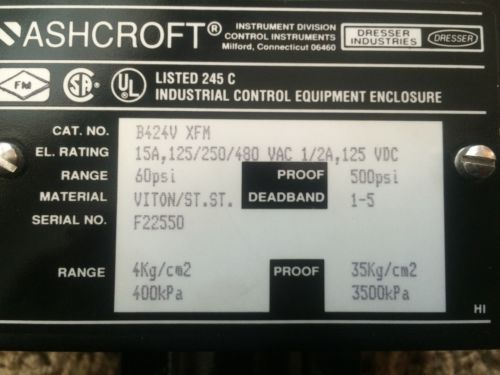 ASHCROFT® INSTRUMENT DIVISION
CONTROL INSTRUMENTS
Milford, Connecticut 06460
DRESSER INDUSTRIES DRESSER
FM SA UL LISTED 245 C
INDUSTRIAL CONTROL EQUIPMENT ENCLOSURE
CAT. NO. B424V XFM
EL. RATING 15A,125/250/480 VAC 1/2A,125 VDC
RANGE 60psi PROOF 500psi
MATERIAL VITON/ST.ST. DEADBAND 1-5
SERIAL NO. F22550
RANGE 4Kg/cm2 PROOF 35Kg/cm2
400kPa 3500kPa
HI